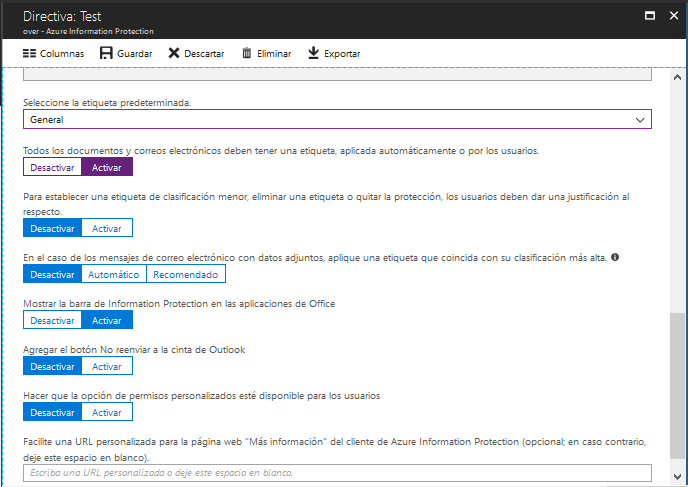 Directiva: Test
over - Azure Information Protection
Columnas Guardar Descartar Eliminar Exportar
Seleccione la etiqueta predeterminada.
General
Todos los documentos y correos electrónicos deben tener una etiqueta, aplicada automáticamente o por los usuarios.
Desactivar Activar
Para establecer una etiqueta de clasificación menor, eliminar una etiqueta o quitar la protección, los usuarios deben dar una justificación al
respecto.
Desactivar Activar
En el caso de los mensajes de correo electrónico con datos adjuntos, aplique una etiqueta que coincida con su clasificación más alta.
Desactivar Automático Recomendado
Mostrar la barra de Information Protection en las aplicaciones de Office
Desactivar Activar
Agregar el botón No reenviar a la cinta de Outlook
Desactivar Activar
Hacer que la opción de permisos personalizados esté disponible para los usuarios
Desactivar Activar
Facilite una URL personalizada para la página web "Más información" del cliente de Azure Information Protection (opcional; en caso contrario,
deje este espacio en blanco).
Escriba una URL personalizada o deje este espacio en blanco.